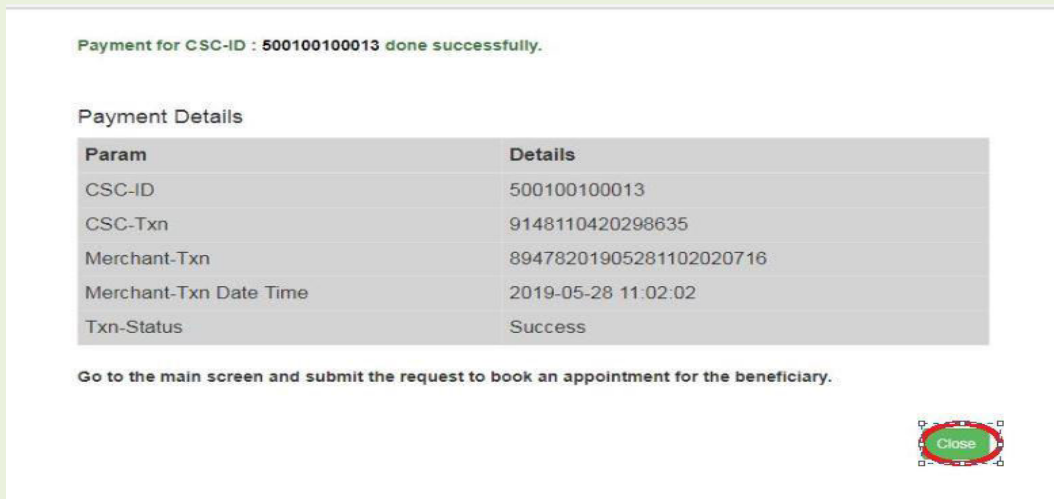 Payment for CSC-ID : 500100100013 done successfully.
Payment Details
Param Details
CSC-ID 500100100013
CSC-Txn 9148110420298635
Merchant-Txn 89478201905281102020716
Merchant-Txn Date Time 2019-05-28 11:02:02
Txn-Status Success
Go to the main screen and submit the request to book an appointment for the beneficiary.
Close